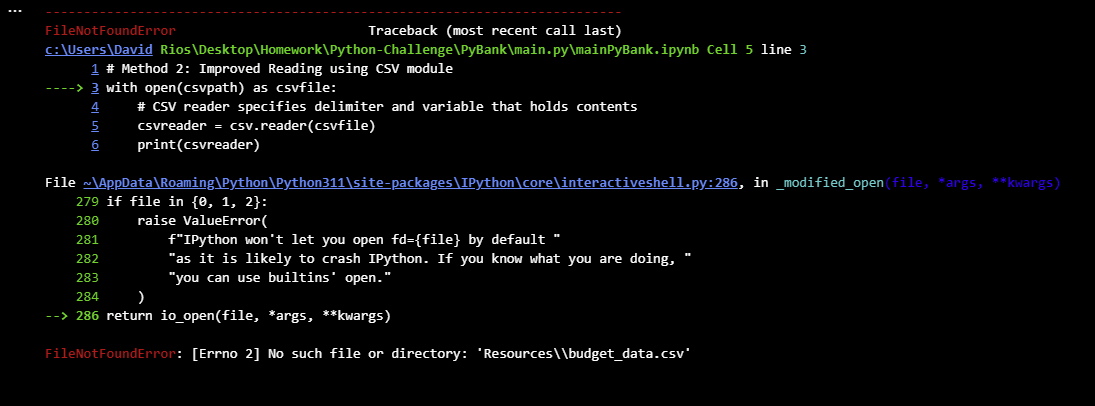 ...
---------------------------------------------------------------------------
FileNotFoundError                         Traceback (most recent call last)
c:\Users\David Rios\Desktop\Homework\Python-Challenge\PyBank\main.py\mainPyBank.ipynb Cell 5 line 3
      1 # Method 2: Improved Reading using CSV module
----> 3 with open(csvpath) as csvfile:
      4     # CSV reader specifies delimiter and variable that holds contents
      5     csvreader = csv.reader(csvfile)
      6     print(csvreader)
File ~\AppData\Roaming\Python\Python311\site-packages\IPython\core\interactiveshell.py:286, in _modified_open(file, *args, **kwargs)
    279 if file in {0, 1, 2}:
    280     raise ValueError(
    281         f"IPython won't let you open fd={file} by default "
    282         "as it is likely to crash IPython. If you know what you are doing, "
    283         "you can use builtins' open."
    284     )
--> 286 return io_open(file, *args, **kwargs)
FileNotFoundError: [Errno 2] No such file or directory: 'Resources\\budget_data.csv'